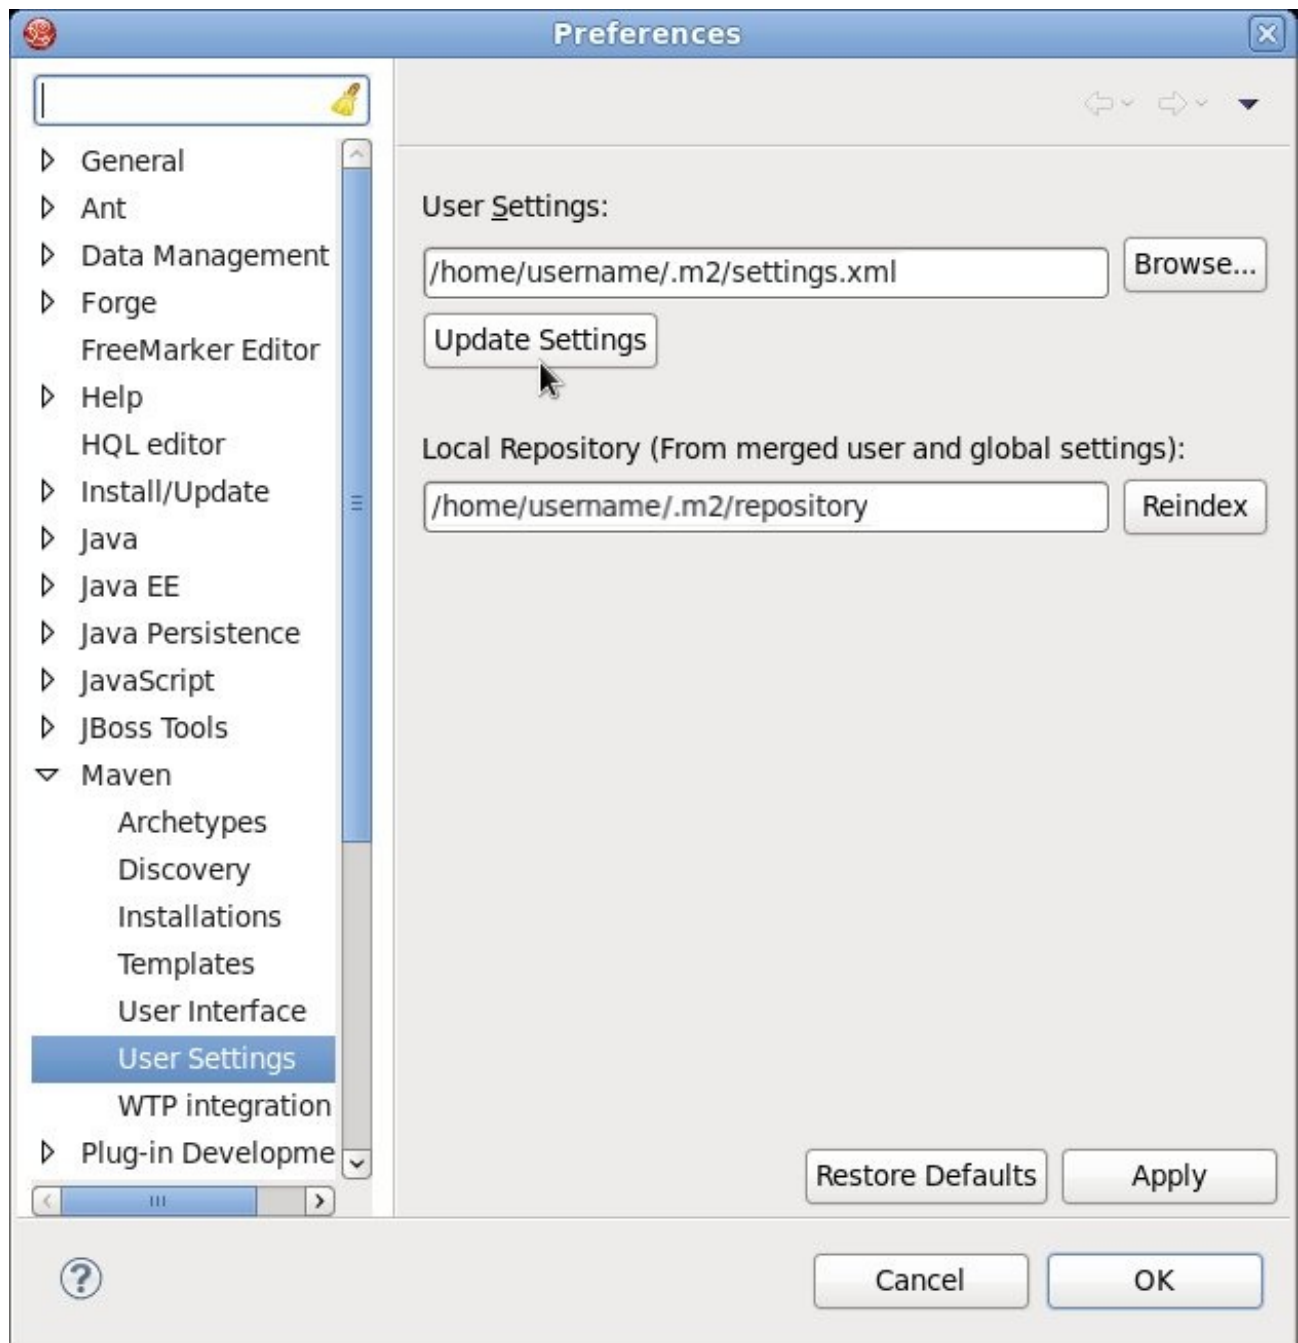 Preferences
General
Ant
Data Management
Forge
FreeMarker Editor
Help
HQL editor
Install/Update
Java
Java EE
Java Persistence
JavaScript
JBoss Tools
Maven
Archetypes
Discovery
Installations
Templates
User Interface
User Settings
WTP integration
Plug-in Developme
User Settings:
/home/username/.m2/settings.xml
Browse...
Update Settings
Local Repository (From merged user and global settings):
/home/username/.m2/repository
Reindex
Restore Defaults
Apply
?
Cancel
OK